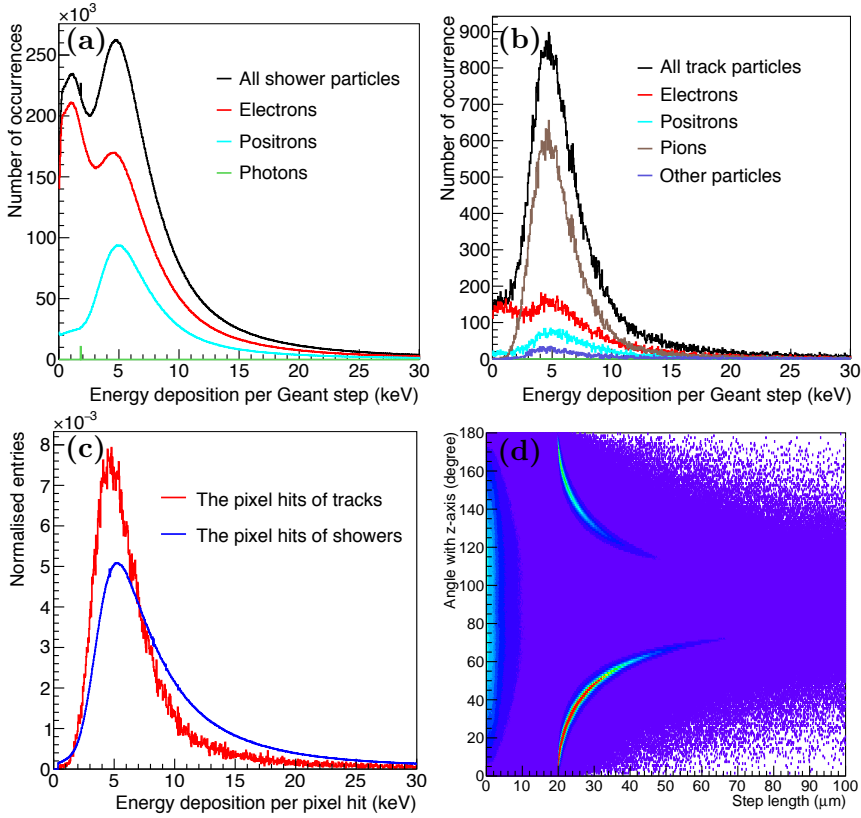 ×10³
(a)
Number of occurrences
250
200
150
100
50
0
All shower particles
Electrons
Positrons
Photons
0 5 10 15 20 25 30
Energy deposition per Geant step (keV)
(b)
Number of occurrence
900
800
700
600
500
400
300
200
100
0
All track particles
Electrons
Positrons
Pions
Other particles
0 5 10 15 20 25 30
Energy deposition per Geant step (keV)
×10⁻³
(c)
Normalised entries
8
7
6
5
4
3
2
1
0
The pixel hits of tracks
The pixel hits of showers
0 5 10 15 20 25 30
Energy deposition per pixel hit (keV)
(d)
Angle with z-axis (degree)
180
160
140
120
100
80
60
40
20
0
0 10 20 30 40 50 60 70 80 90 100
Step length (μm)